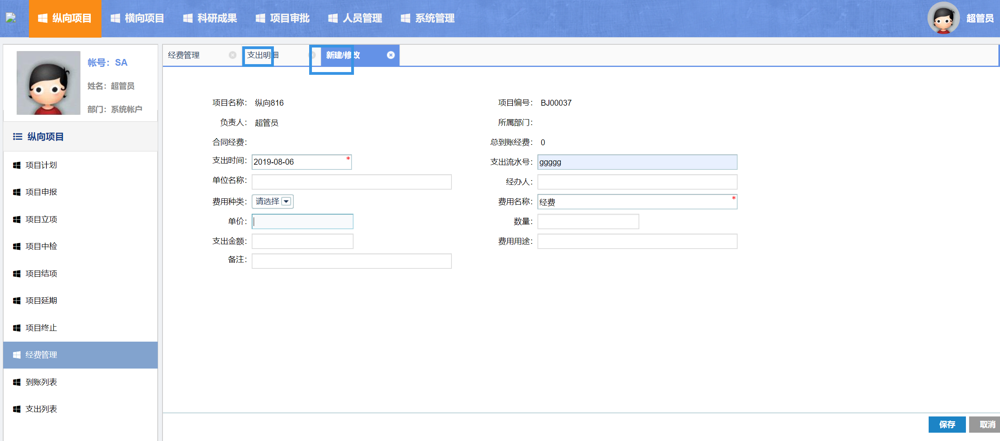 纵向项目 横向项目 科研成果 项目审批 人员管理 系统管理 超管员
帐号：SA
姓名：超管员
部门：系统帐户
纵向项目
项目计划
项目申报
项目立项
项目中检
项目结项
项目延期
项目终止
经费管理
到账列表
支出列表
经费管理 支出明细 新建/修改
项目名称： 纵向816 项目编号： BJ00037
负责人： 超管员 所属部门：
合同经费： 总到账经费： 0
支出时间： 2019-08-06 * 支出流水号： ggggg
单位名称： 经办人：
费用种类： 请选择 费用名称： 经费 *
单价： 数量：
支出金额： 费用用途：
备注：
保存 取消